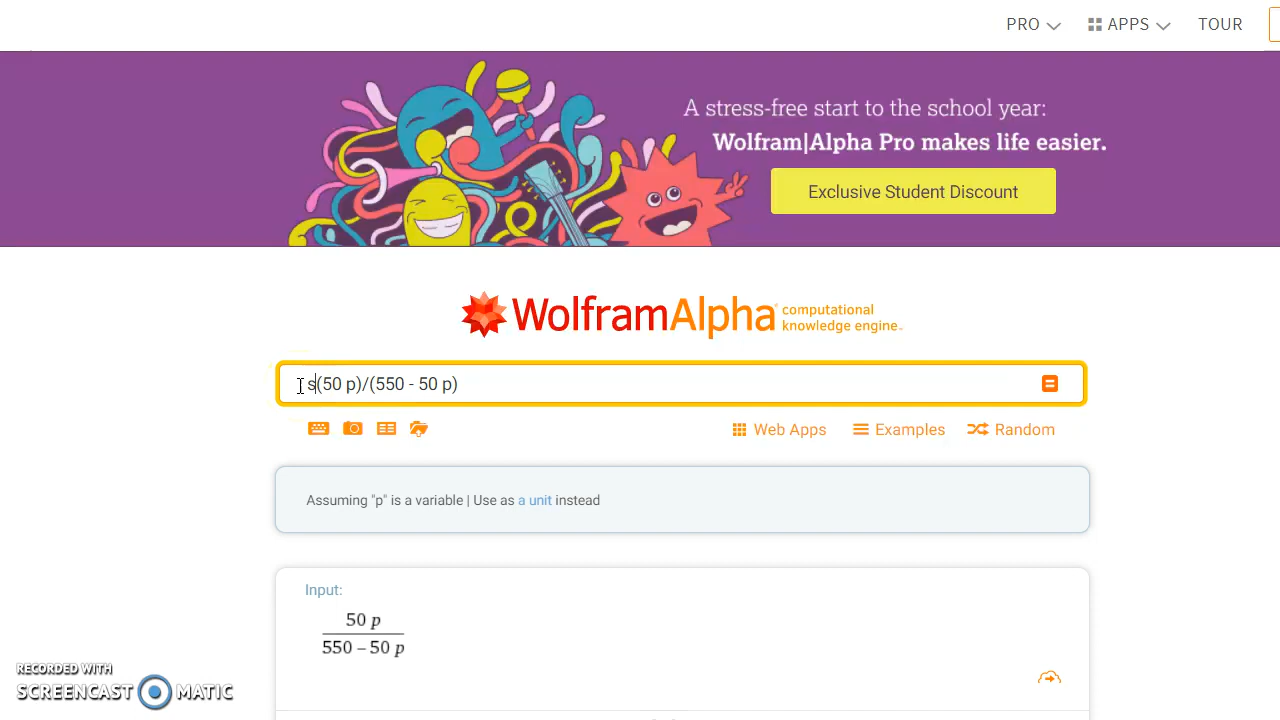 PRO APPS TOUR
A stress-free start to the school year:
Wolfram|Alpha Pro makes life easier.
Exclusive Student Discount
WolframAlpha computational
knowledge engine
s(50 p)/(550 - 50 p)
Web Apps Examples Random
Assuming "p" is a variable | Use as a unit instead
Input:
50 p
550 – 50 p
RECORDED WITH
SCREENCAST MATIC